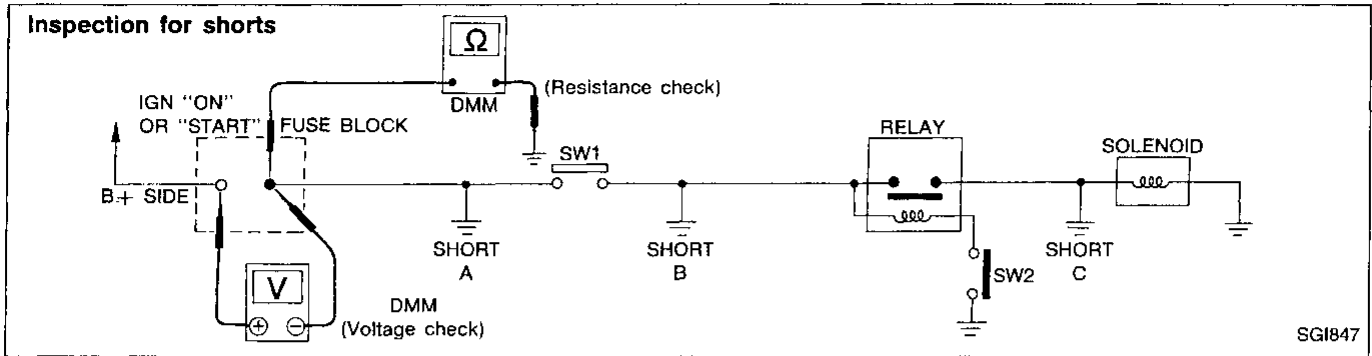 Inspection for shorts
Ω
DMM
(Resistance check)
IGN "ON"
OR "START"
FUSE BLOCK
B+ SIDE
SW1
RELAY
SOLENOID
SHORT
A
SHORT
B
SHORT
C
SW2
V
+ −
DMM
(Voltage check)
SGI847